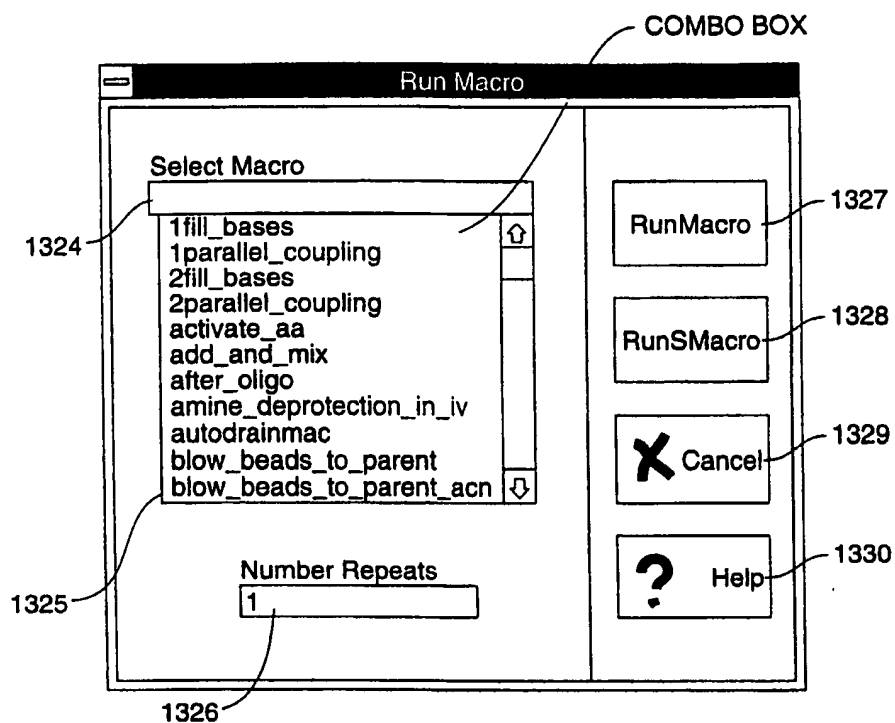 COMBO BOX
Run Macro
Select Macro
1324
1fill_bases
1parallel_coupling
2fill_bases
2parallel_coupling
activate_aa
add_and_mix
after_oligo
amine_deprotection_in_iv
autodrainmac
blow_beads_to_parent
blow_beads_to_parent_acn
1325
Number Repeats
1
1326
RunMacro
1327
RunSMacro
1328
Cancel
1329
? Help
1330